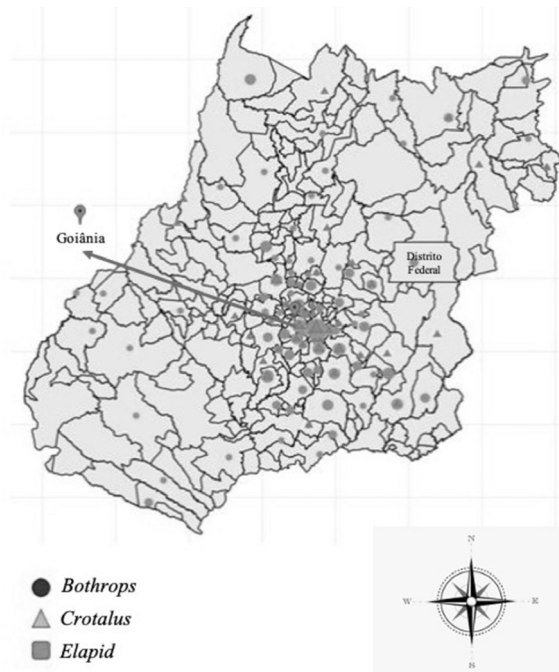 Goiânia
Distrito
Federal
Bothrops
Crotalus
Elapid
N
W
E
S